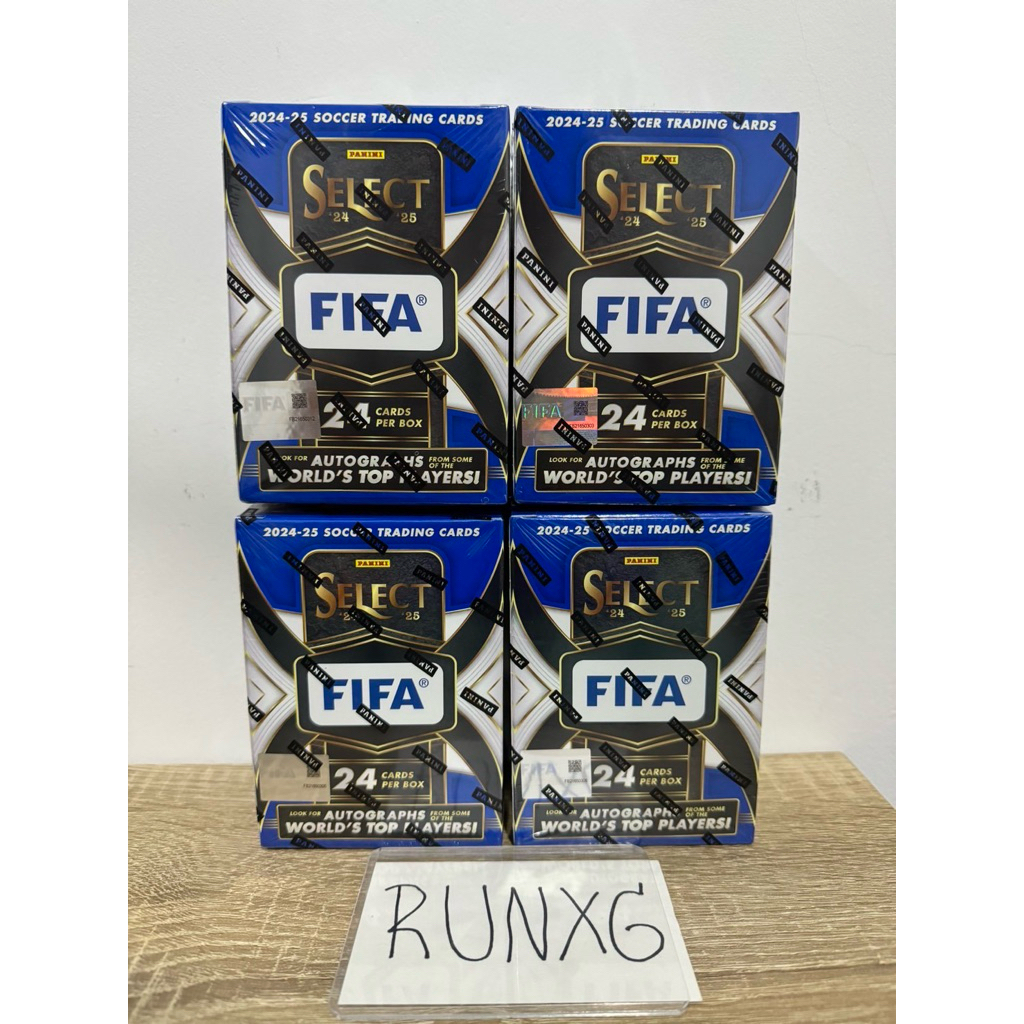 2024-25 SOCCER TRADING CARDS
PANINI
SELECT
'24 '25
FIFA®
FIFA
24 CARDS PER BOX
LOOK FOR AUTOGRAPHS FROM SOME OF THE
WORLD'S TOP PLAYERS!
2024-25 SOCCER TRADING CARDS
PANINI
SELECT
'24 '25
FIFA®
FIFA
24 CARDS PER BOX
LOOK FOR AUTOGRAPHS FROM SOME OF THE
WORLD'S TOP PLAYERS!
2024-25 SOCCER TRADING CARDS
PANINI
SELECT
'24 '25
FIFA®
24 CARDS PER BOX
LOOK FOR AUTOGRAPHS FROM SOME OF THE
WORLD'S TOP PLAYERS!
2024-25 SOCCER TRADING CARDS
PANINI
SELECT
'24 '25
FIFA®
FIFA
24 CARDS PER BOX
LOOK FOR AUTOGRAPHS FROM SOME OF THE
WORLD'S TOP PLAYERS!
RUNXG